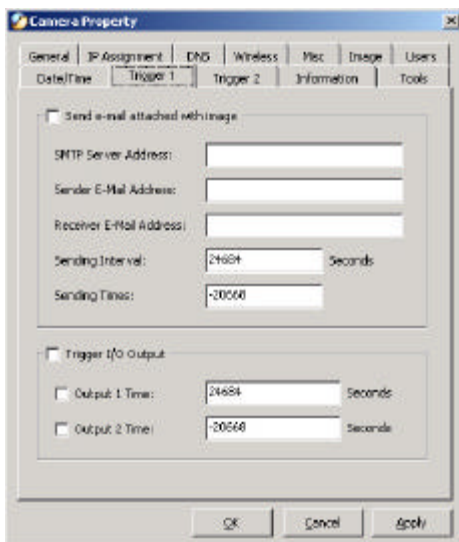 Camera Property
General IP Assignment DNS Wireless Misc Image Users
Date/Time Trigger 1 Trigger 2 Information Tools
Send e-mail attached with image
SMTP Server Address:
Sender E-Mail Address:
Receiver E-Mail Address:
Sending Interval: 24684 Seconds
Sending Times: -20668
Trigger I/O Output
Output 1 Time: 24684 Seconds
Output 2 Time: -20668 Seconds
OK Cancel Apply